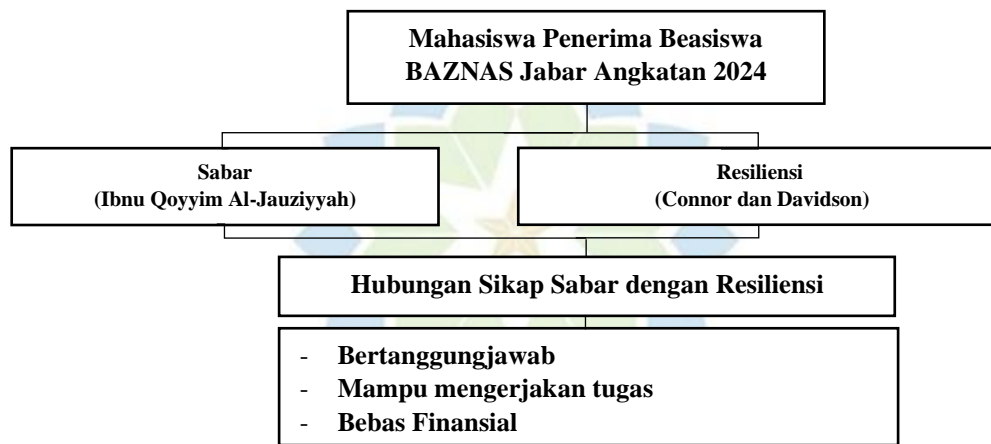 Mahasiswa Penerima Beasiswa
BAZNAS Jabar Angkatan 2024
Sabar
(Ibnu Qoyyim Al-Jauziyyah)
Resiliensi
(Connor dan Davidson)
Hubungan Sikap Sabar dengan Resiliensi
- Bertanggungjawab
- Mampu mengerjakan tugas
- Bebas Finansial